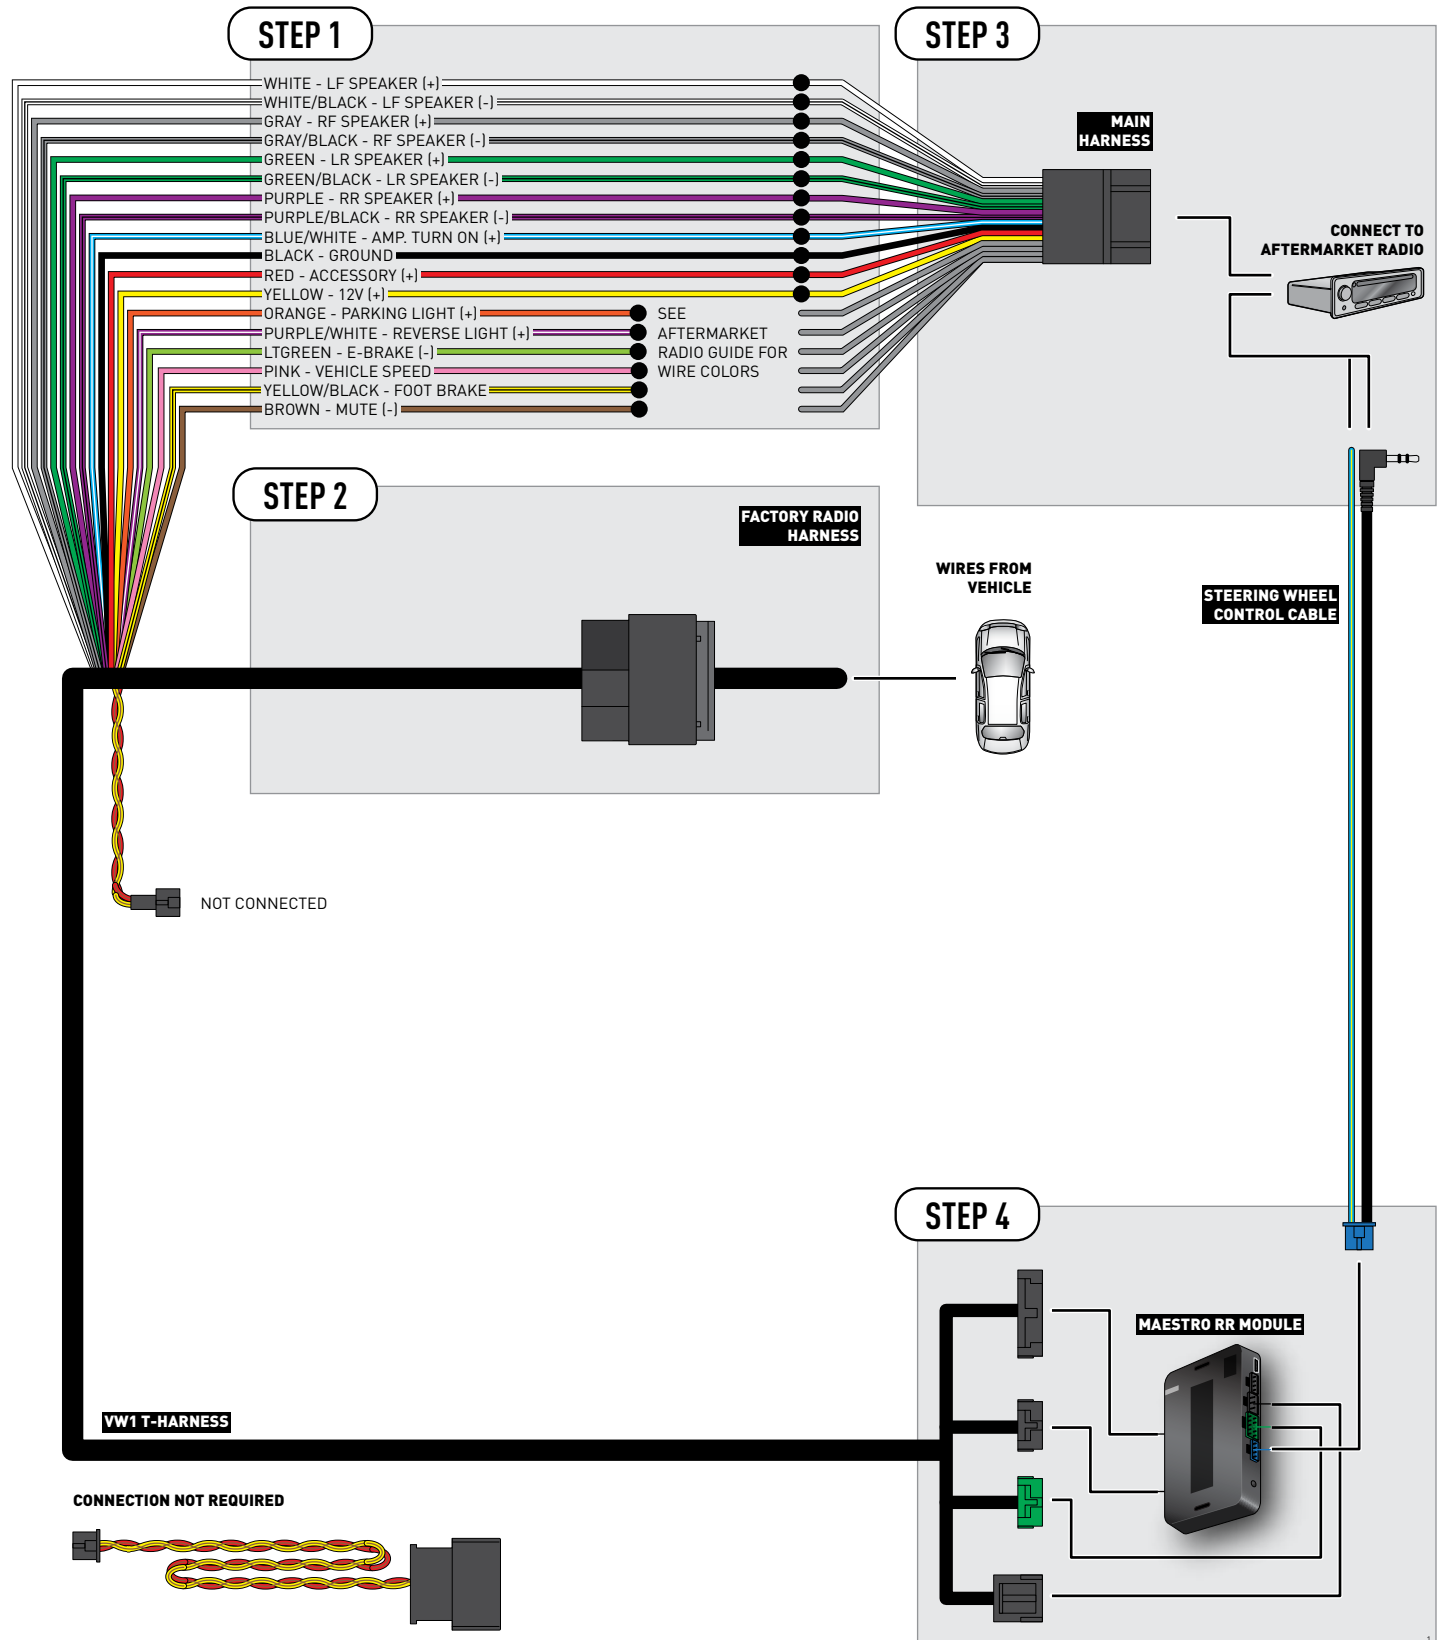 STEP 1
WHITE - LF SPEAKER (+)
WHITE/BLACK - LF SPEAKER (-)
GRAY - RF SPEAKER (+)
GRAY/BLACK - RF SPEAKER (-)
GREEN - LR SPEAKER (+)
GREEN/BLACK - LR SPEAKER (-)
PURPLE - RR SPEAKER (+)
PURPLE/BLACK - RR SPEAKER (-)
BLUE/WHITE - AMP. TURN ON (+)
BLACK - GROUND
RED - ACCESSORY (+)
YELLOW - 12V (+)
ORANGE - PARKING LIGHT (+)
PURPLE/WHITE - REVERSE LIGHT (+)
LTGREEN - E-BRAKE (-)
PINK - VEHICLE SPEED
YELLOW/BLACK - FOOT BRAKE
BROWN - MUTE (-)
SEE
AFTERMARKET
RADIO GUIDE FOR
WIRE COLORS
STEP 3
MAIN
HARNESS
CONNECT TO
AFTERMARKET RADIO
STEP 2
FACTORY RADIO
HARNESS
WIRES FROM
VEHICLE
STEERING WHEEL
CONTROL CABLE
NOT CONNECTED
STEP 4
MAESTRO RR MODULE
VW1 T-HARNESS
CONNECTION NOT REQUIRED
1